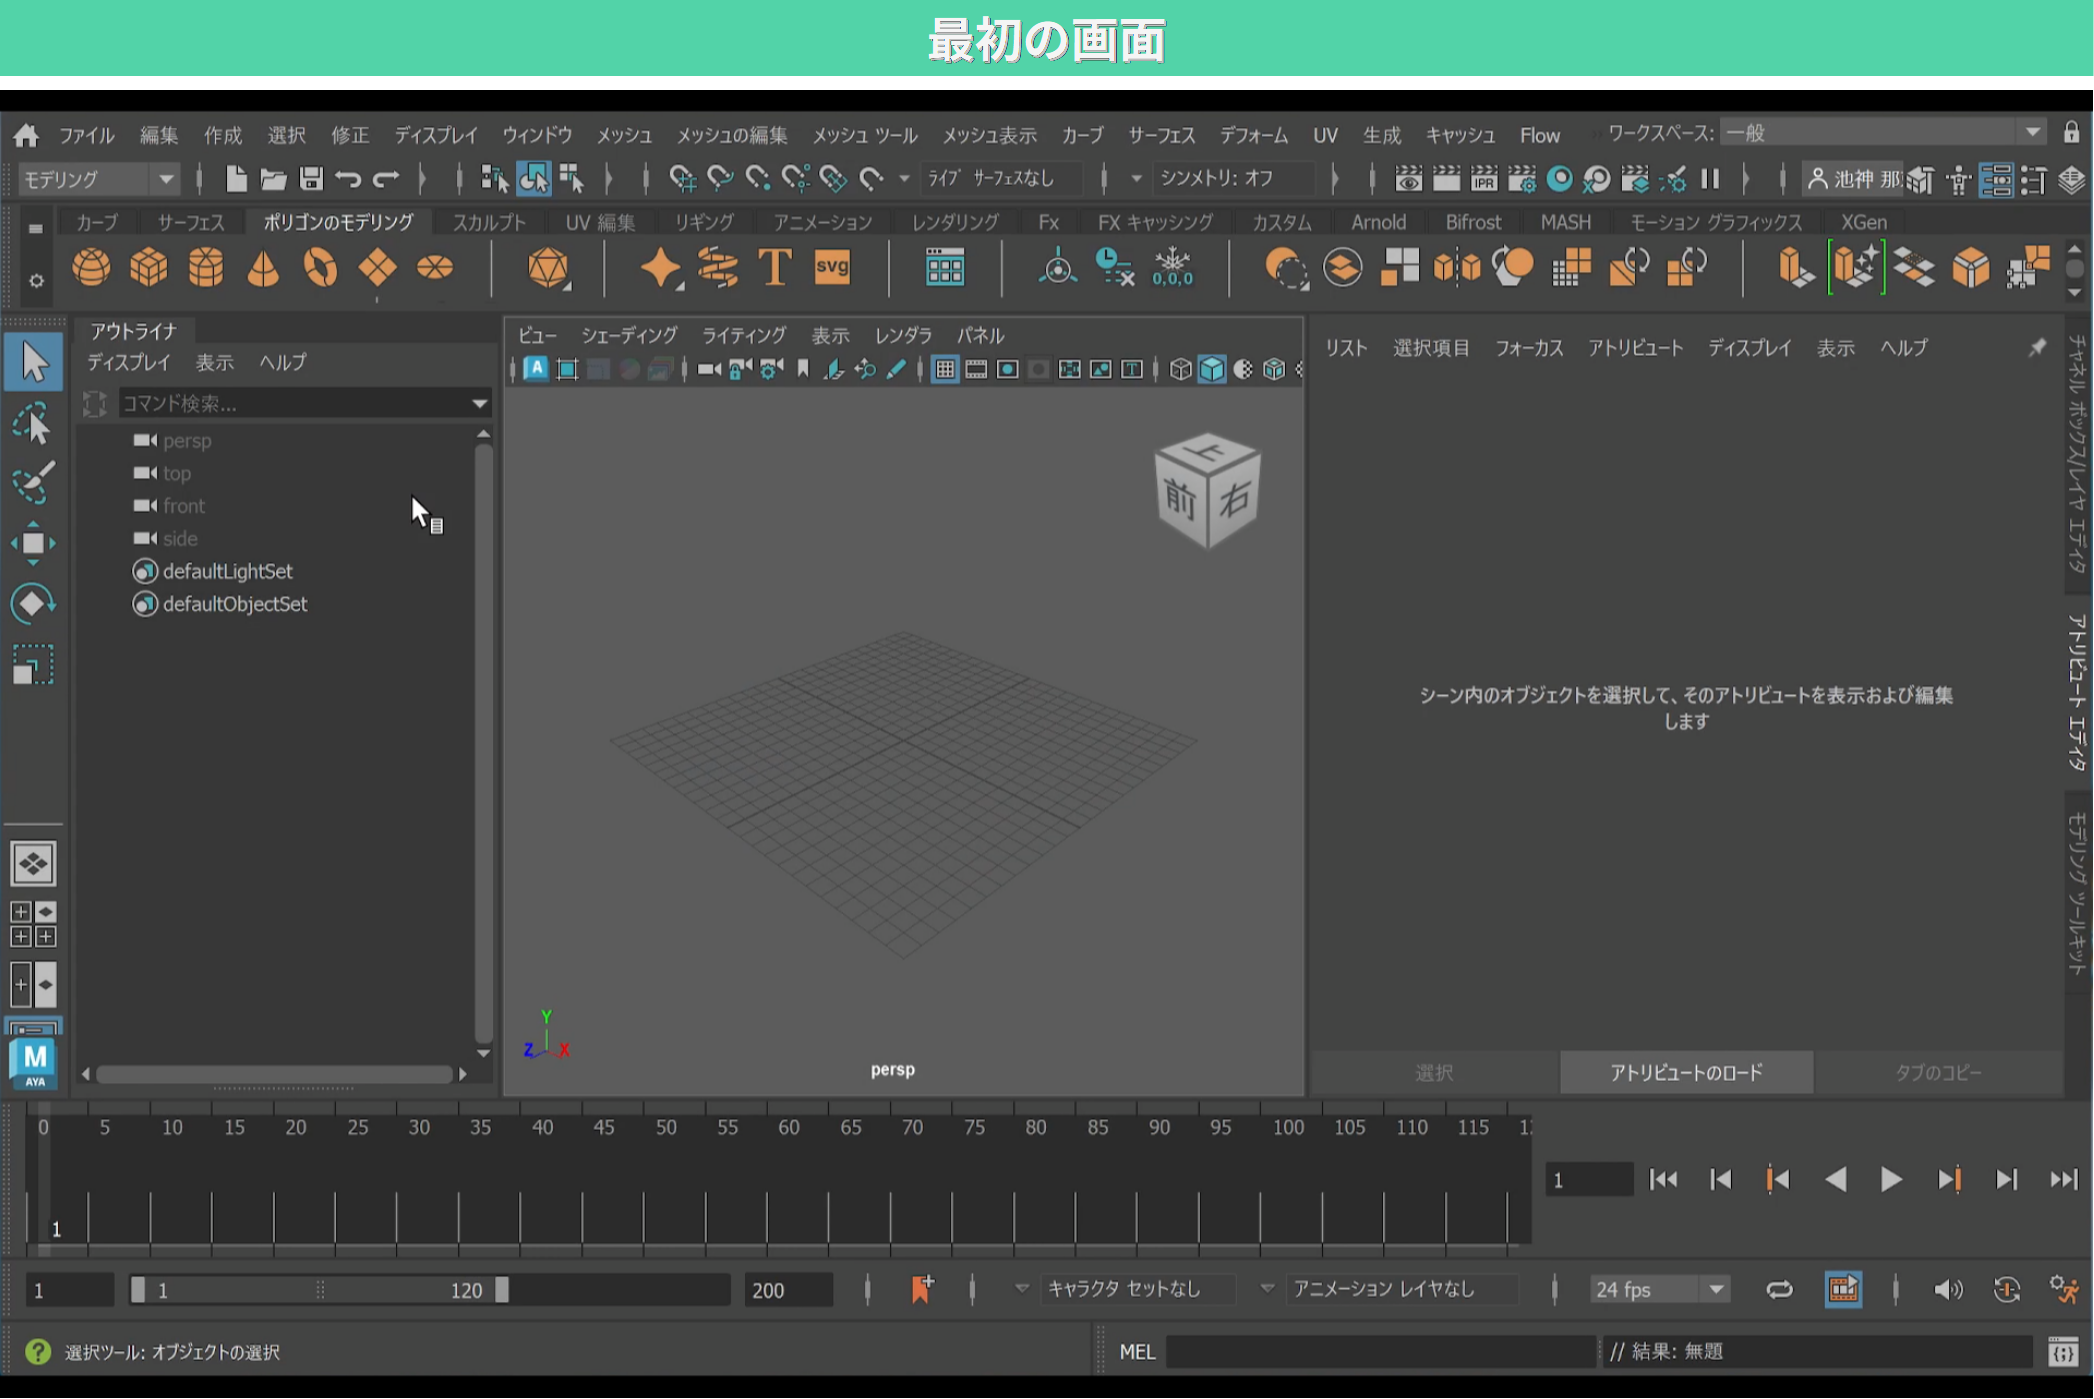 最初の画面
ファイル 編集 作成 選択 修正 ディスプレイ ウィンドウ メッシュ メッシュの編集 メッシュ ツール メッシュ表示 カーブ サーフェス デフォーム UV 生成 キャッシュ Flow ワークスペース: 一般
モデリング ライブ サーフェスなし シンメトリ: オフ 池神 那
カーブ サーフェス ポリゴンのモデリング スカルプト UV 編集 リギング アニメーション レンダリング Fx FX キャッシング カスタム Arnold Bifrost MASH モーション グラフィックス XGen
T svg 0,0,0
アウトライナ
ディスプレイ 表示 ヘルプ
コマンド検索...
persp
top
front
side
defaultLightSet
defaultObjectSet
ビュー シェーディング ライティング 表示 レンダラ パネル
上
前 右
Y
Z X
persp
リスト 選択項目 フォーカス アトリビュート ディスプレイ 表示 ヘルプ
シーン内のオブジェクトを選択して、そのアトリビュートを表示および編集
します
選択 アトリビュートのロード タブのコピー
チャネル ボックス/レイヤ エディタ
アトリビュート エディタ
モデリング ツールキット
M
AYA
0 5 10 15 20 25 30 35 40 45 50 55 60 65 70 75 80 85 90 95 100 105 110 115
1
1
1 1 120 200 キャラクタ セットなし アニメーション レイヤなし 24 fps
選択ツール: オブジェクトの選択 MEL // 結果: 無題